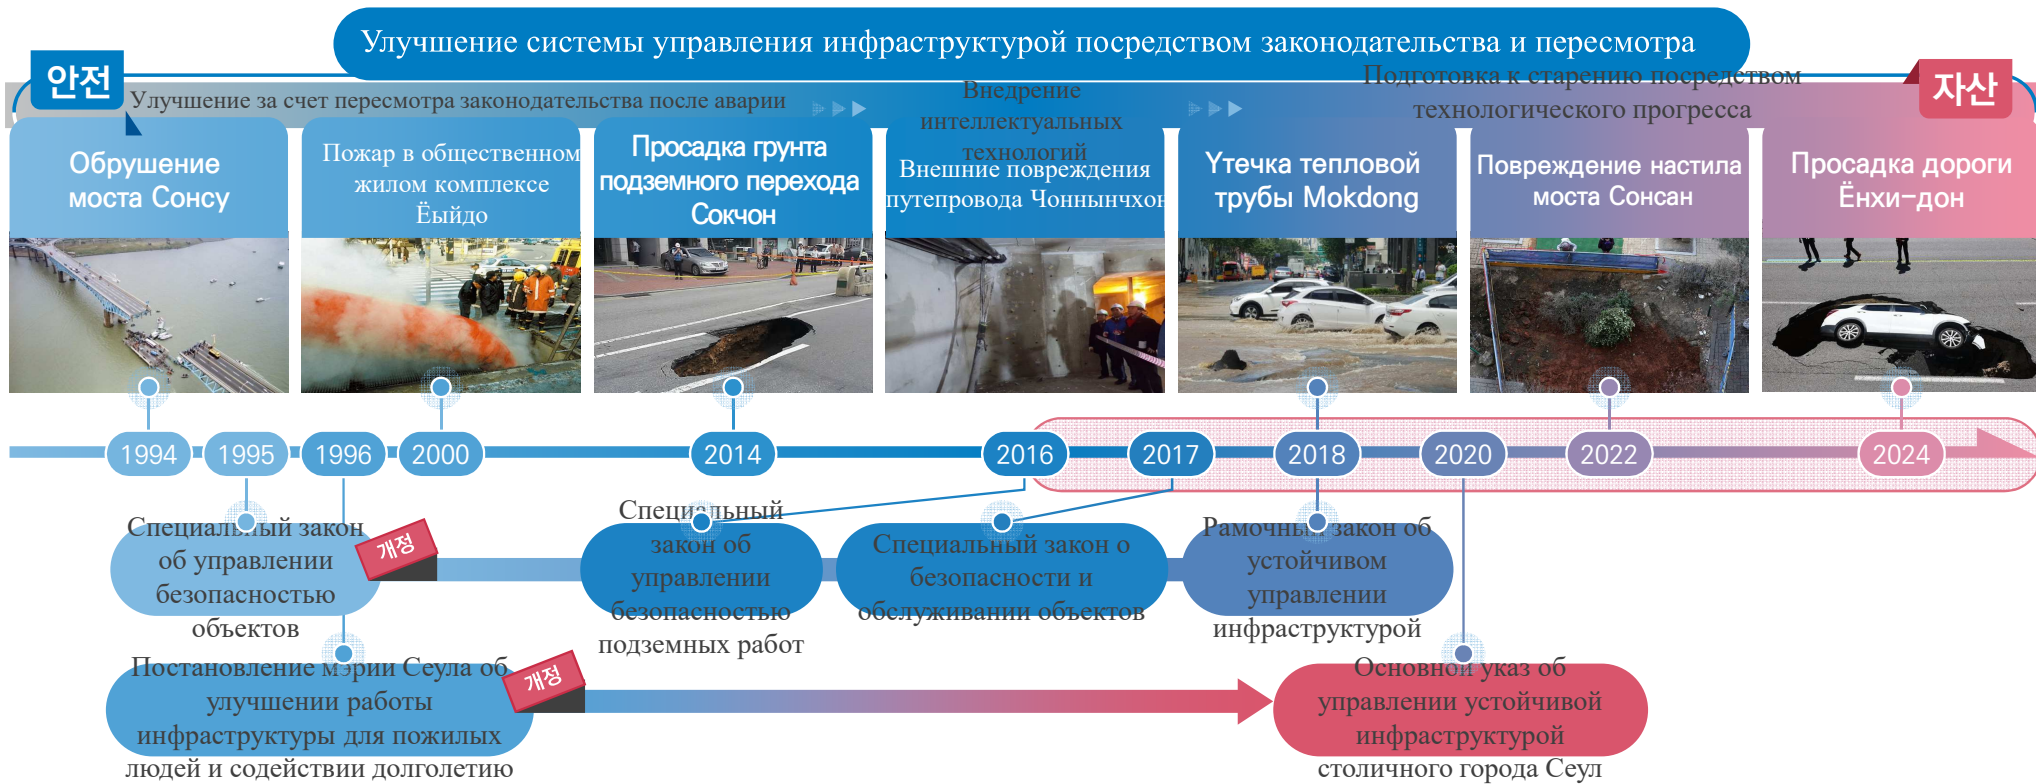 Улучшение системы управления инфраструктурой посредством законодательства и пересмотра
안전
Улучшение за счет пересмотра законодательства после аварии
Внедрение
интеллектуальных
технологий
Подготовка к старению посредством
технологического прогресса
자산
Обрушение
моста Сонсу
Пожар в общественном
жилом комплексе
Ёыйдо
Просадка грунта
подземного перехода
Сокчон
Внешние повреждения
путепровода Чоннынчхон
Утечка тепловой
трубы Mokdong
Повреждение настила
моста Сонсан
Просадка дороги
Ёнхи-дон
1994
1995
1996
2000
2014
2016
2017
2018
2020
2022
2024
Специальный закон
об управлении
безопасностью
объектов
개정
Специальный
закон об
управлении
безопасностью
подземных работ
Специальный закон о
безопасности и
обслуживании объектов
Рамочный закон об
устойчивом
управлении
инфраструктурой
Постановление мэрии Сеула об
улучшении работы
инфраструктуры для пожилых
людей и содействии долголетию
개정
Основной указ об
управлении устойчивой
инфраструктурой
столичного города Сеул